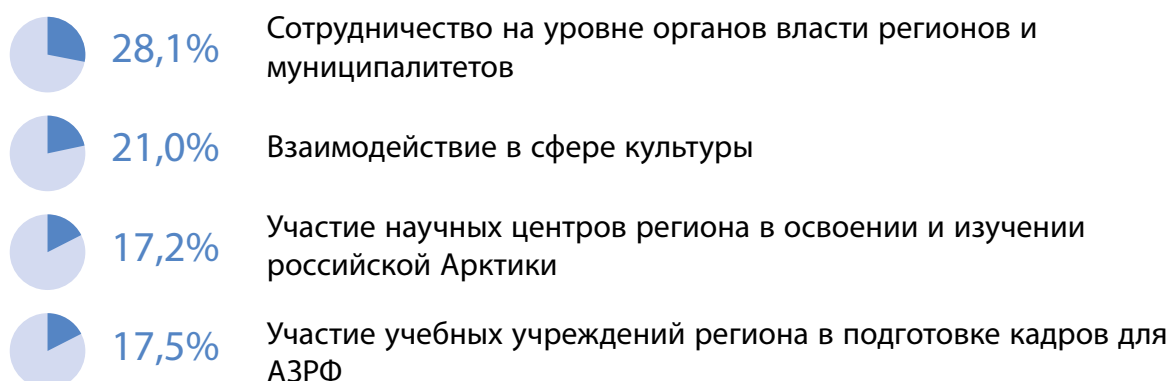 28,1%
Сотрудничество на уровне органов власти регионов и
муниципалитетов
21,0%
Взаимодействие в сфере культуры
17,2%
Участие научных центров региона в освоении и изучении
российской Арктики
17,5%
Участие учебных учреждений региона в подготовке кадров для
АЗРФ